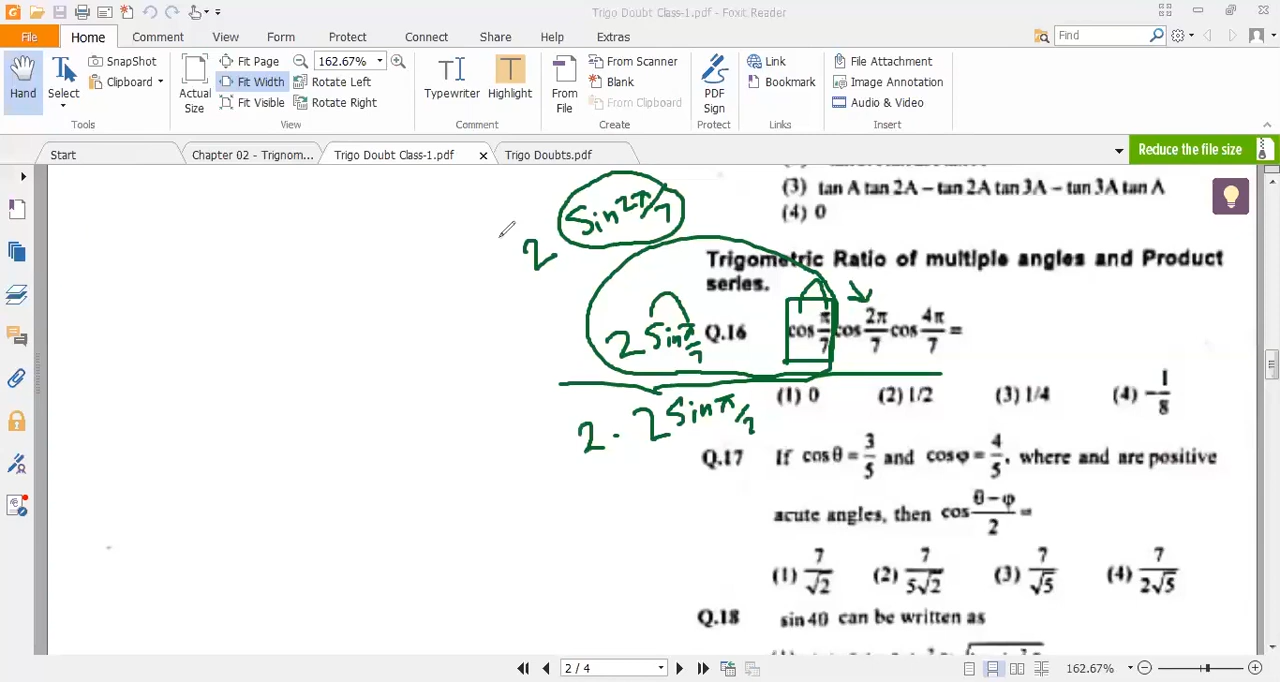 Trigo Doubt Class-1.pdf - Foxit Reader
File Home Comment View Form Protect Connect Share Help Extras Find
SnapShot Fit Page 162.67% From Scanner Link File Attachment
Clipboard Fit Width Rotate Left Blank Bookmark Image Annotation
Hand Select Actual Size Fit Visible Rotate Right Typewriter Highlight From File From Clipboard PDF Sign Audio & Video
Tools View Comment Create Protect Links Insert
Start Chapter 02 - Trignom... Trigo Doubt Class-1.pdf Trigo Doubts.pdf Reduce the file size
(3) tan A tan 2A – tan 2A tan 3A – tan 3A tan A
(4) 0
2 sin 2π/7
Trigometric Ratio of multiple angles and Product
series.
2 sin π/7 Q.16 cos π/7 cos 2π/7 cos 4π/7 =
(1) 0 (2) 1/2 (3) 1/4 (4) –1/8
2 . 2 sin π/7
Q.17 If cosθ = 3/5 and cosφ = 4/5, where and are positive
acute angles, then cos θ–φ/2 =
(1) 7/√2 (2) 7/5√2 (3) 7/√5 (4) 7/2√5
Q.18 sin 4θ can be written as
2 / 4 162.67%